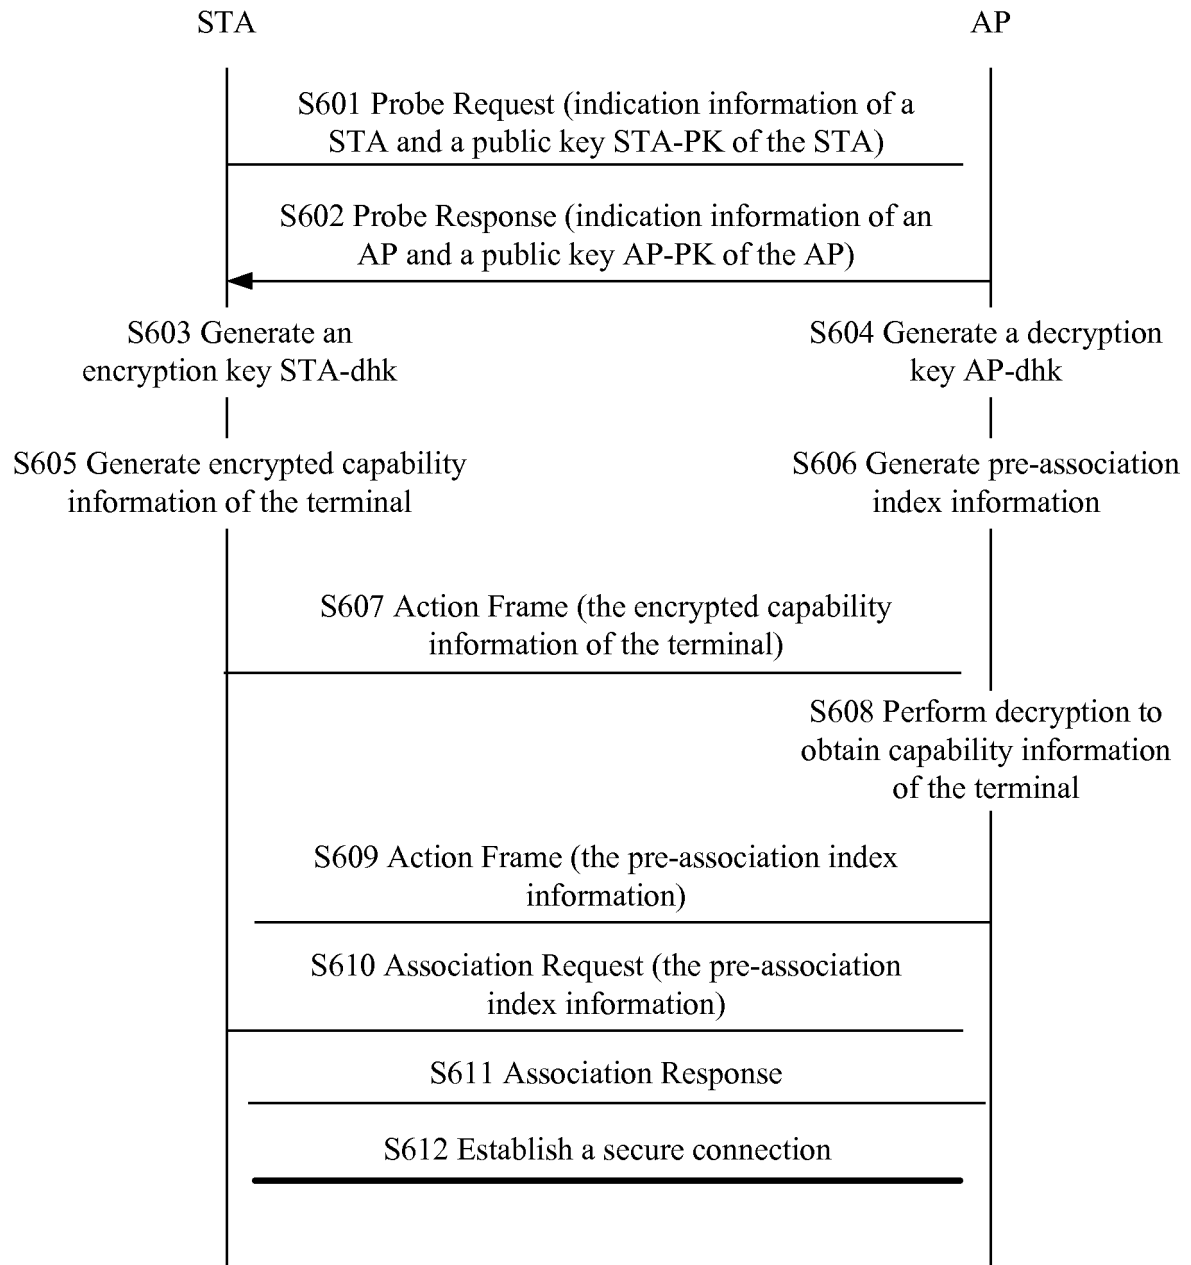 STA
AP
S601 Probe Request (indication information of a
STA and a public key STA-PK of the STA)
S602 Probe Response (indication information of an
AP and a public key AP-PK of the AP)
S603 Generate an
encryption key STA-dhk
S604 Generate a decryption
key AP-dhk
S605 Generate encrypted capability
information of the terminal
S606 Generate pre-association
index information
S607 Action Frame (the encrypted capability
information of the terminal)
S608 Perform decryption to
obtain capability information
of the terminal
S609 Action Frame (the pre-association index
information)
S610 Association Request (the pre-association
index information)
S611 Association Response
S612 Establish a secure connection